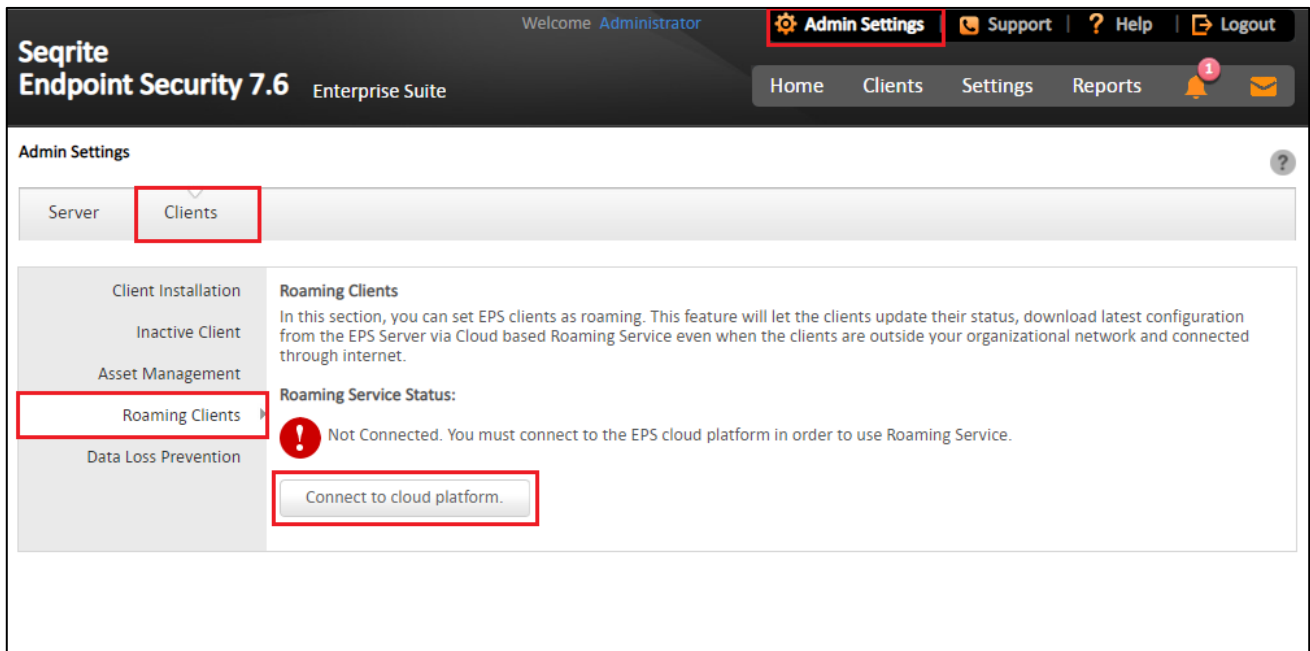 Welcome Administrator
Admin Settings | Support | ? Help | Logout
Seqrite
Endpoint Security 7.6 Enterprise Suite
Home Clients Settings Reports 1
Admin Settings
?
Server Clients
Client Installation
Inactive Client
Asset Management
Roaming Clients
Data Loss Prevention
Roaming Clients
In this section, you can set EPS clients as roaming. This feature will let the clients update their status, download latest configuration
from the EPS Server via Cloud based Roaming Service even when the clients are outside your organizational network and connected
through internet.
Roaming Service Status:
! Not Connected. You must connect to the EPS cloud platform in order to use Roaming Service.
Connect to cloud platform.